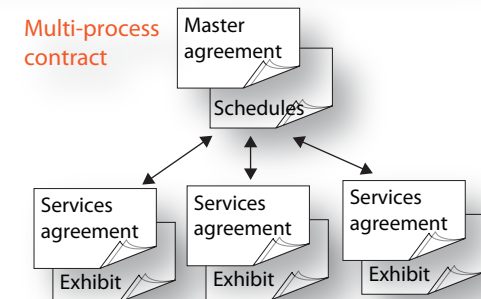 Multi-process
contract
Master
agreement
Schedules
Services
agreement
Exhibit
Services
agreement
Exhibit
Services
agreement
Exhibit